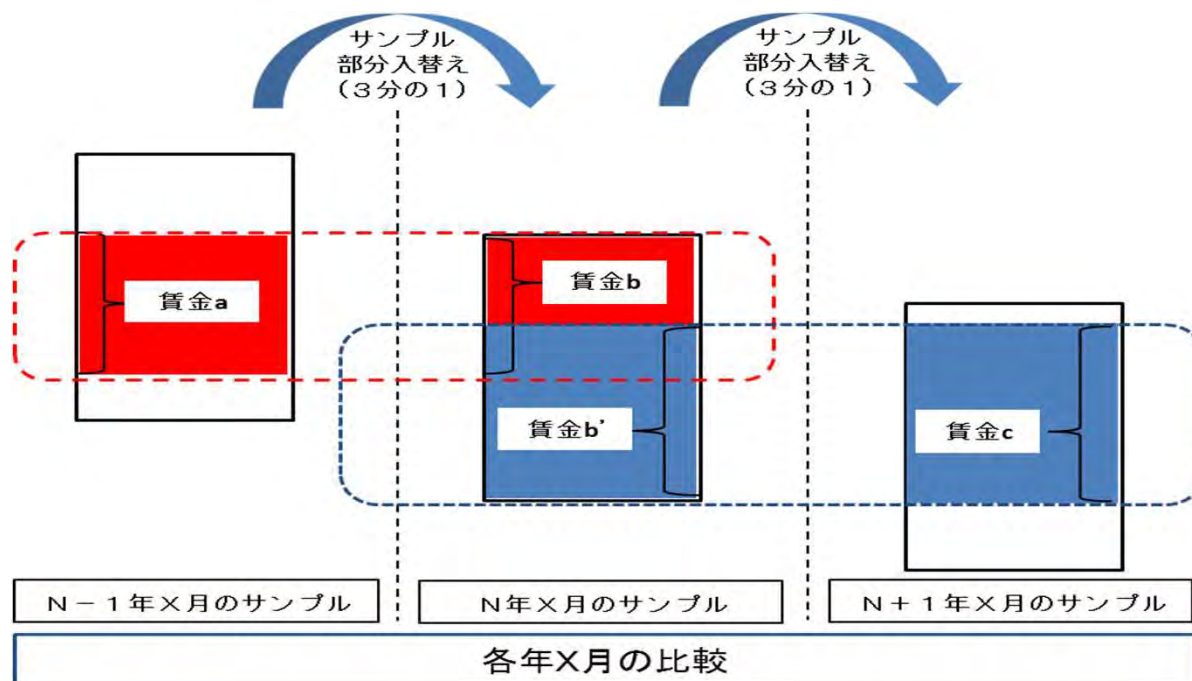 サンプル
部分入替え
(３分の１)
サンプル
部分入替え
(３分の１)
賃金a
賃金b
賃金b'
賃金c
Ｎ－１年Ｘ月のサンプル
Ｎ年Ｘ月のサンプル
Ｎ＋１年Ｘ月のサンプル
各年X月の比較